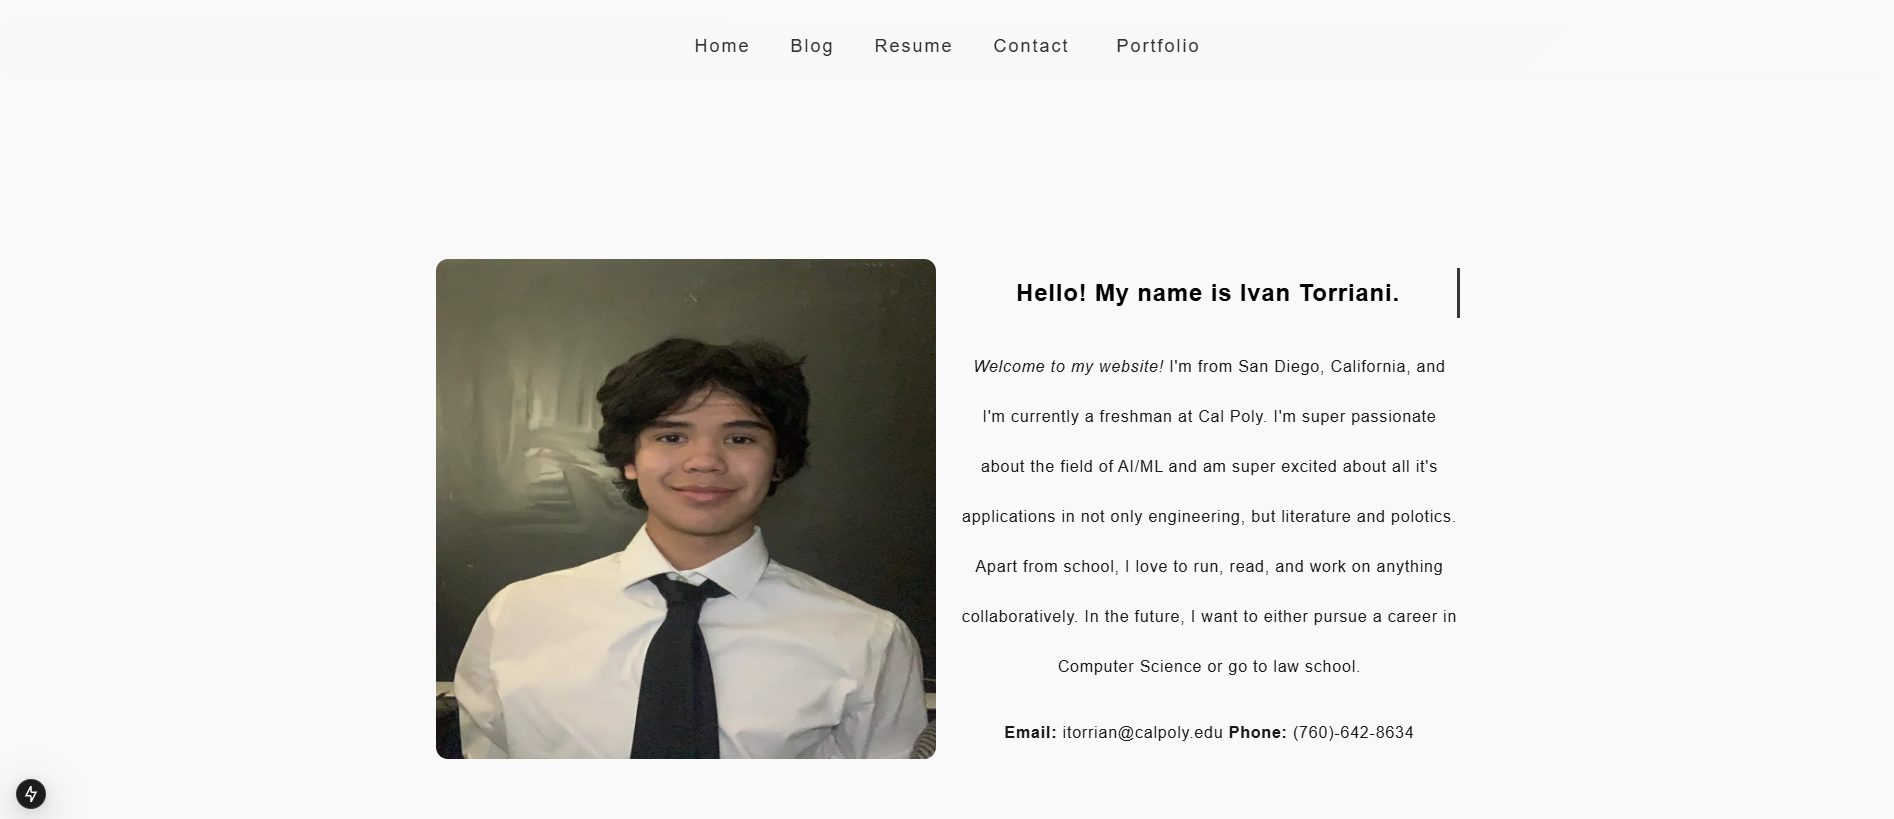 Home Blog Resume Contact Portfolio
Hello! My name is Ivan Torriani.
Welcome to my website! I'm from San Diego, California, and
I'm currently a freshman at Cal Poly. I'm super passionate
about the field of AI/ML and am super excited about all it's
applications in not only engineering, but literature and polotics.
Apart from school, I love to run, read, and work on anything
collaboratively. In the future, I want to either pursue a career in
Computer Science or go to law school.
Email: itorrian@calpoly.edu Phone: (760)-642-8634